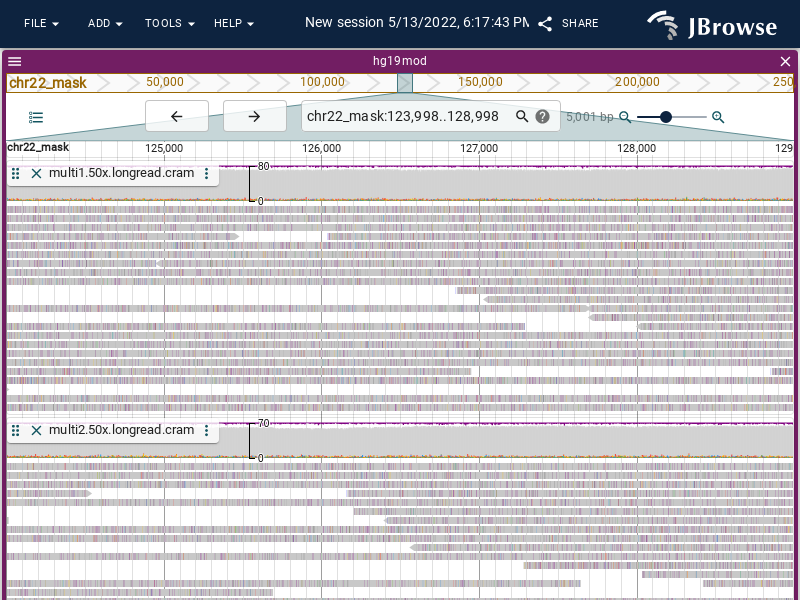 FILE ADD TOOLS HELP New session 5/13/2022, 6:17:43 PM SHARE JBrowse
hg19mod
chr22_mask 50,000 100,000 150,000 200,000 250
chr22_mask:123,998..128,998 ? 5,001 bp
chr22_mask 125,000 126,000 127,000 128,000 129
multi1.50x.longread.cram 80
0
multi2.50x.longread.cram 70
0